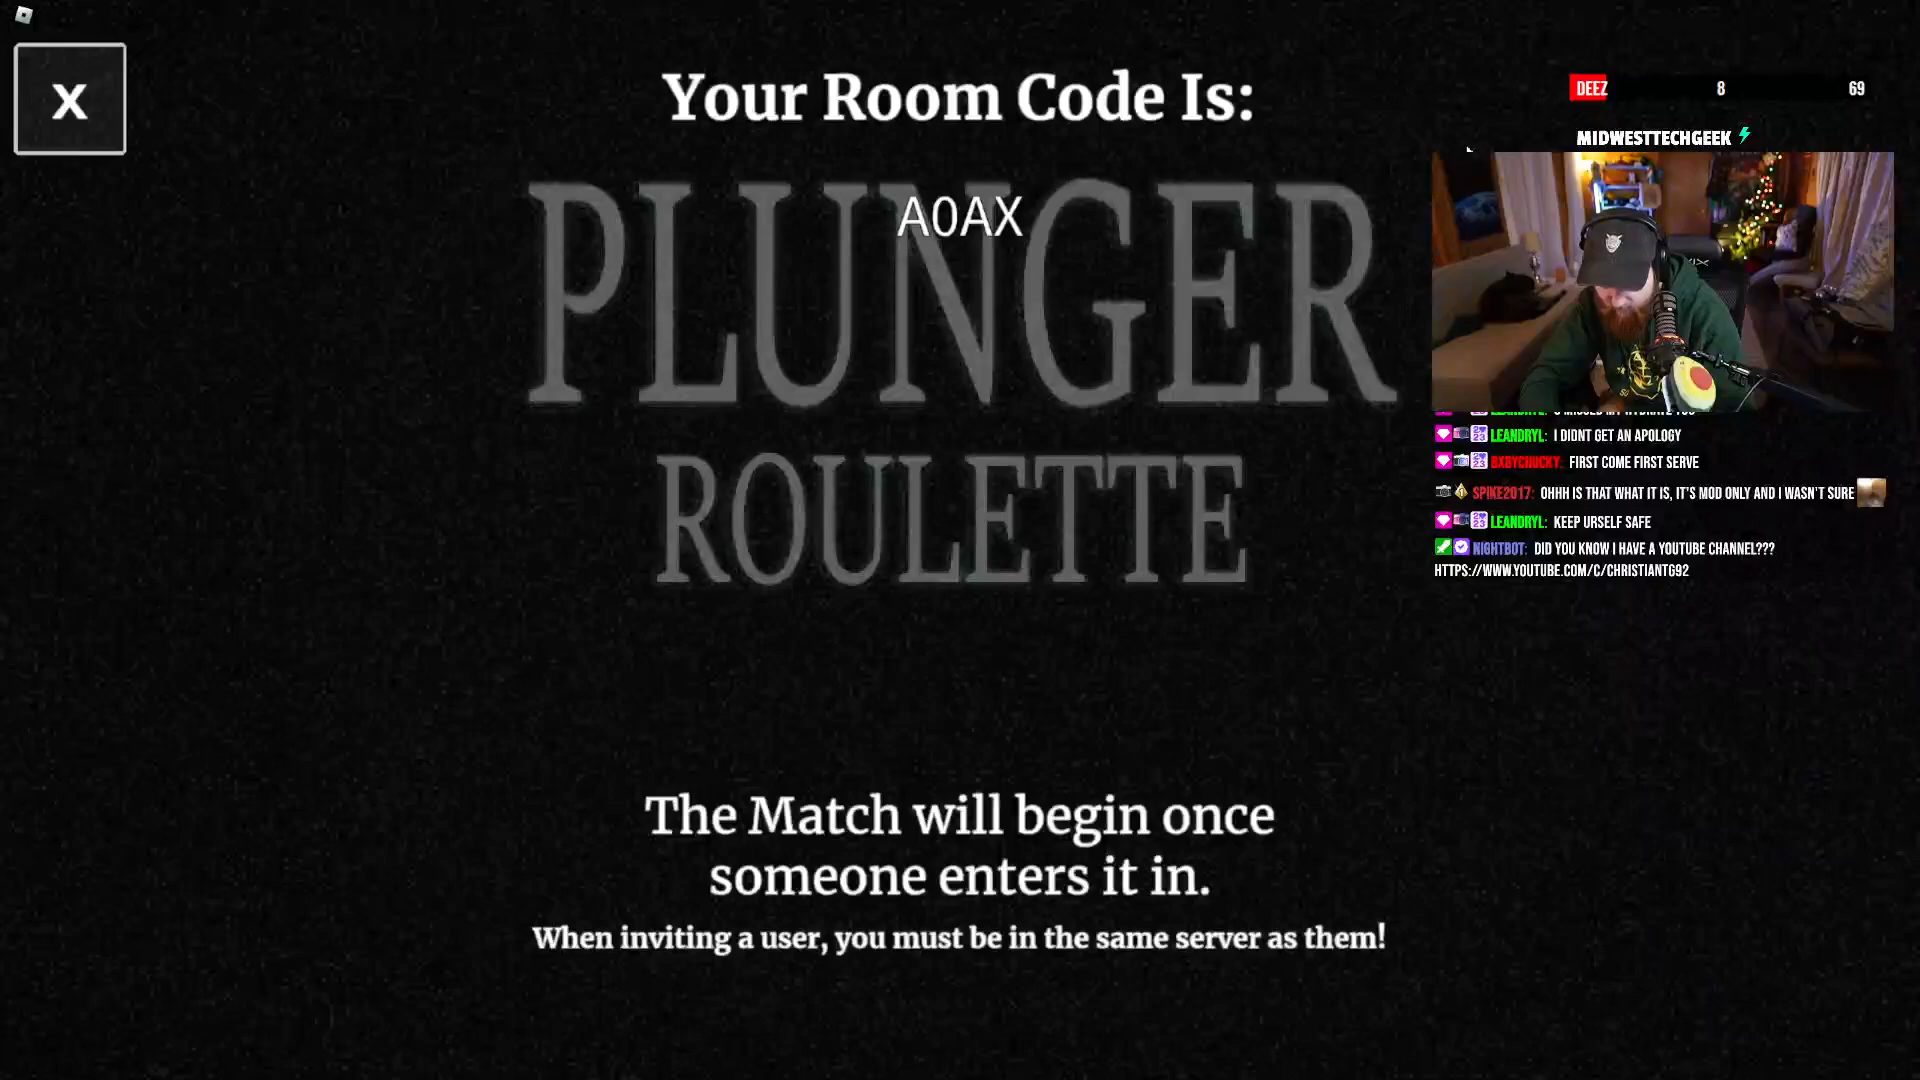 X
Your Room Code Is:
A0AX
PLUNGER
ROULETTE
The Match will begin once
someone enters it in.
When inviting a user, you must be in the same server as them!
DEEZ 8 69
MIDWESTTECHGEEK
LEANDRYL: I DIDNT GET AN APOLOGY
BXBYCHUCKY: FIRST COME FIRST SERVE
SPIKE2017: OHHH IS THAT WHAT IT IS, IT'S MOD ONLY AND I WASN'T SURE
LEANDRYL: KEEP URSELF SAFE
NIGHTBOT: DID YOU KNOW I HAVE A YOUTUBE CHANNEL???
HTTPS://WWW.YOUTUBE.COM/C/CHRISTIANTG92